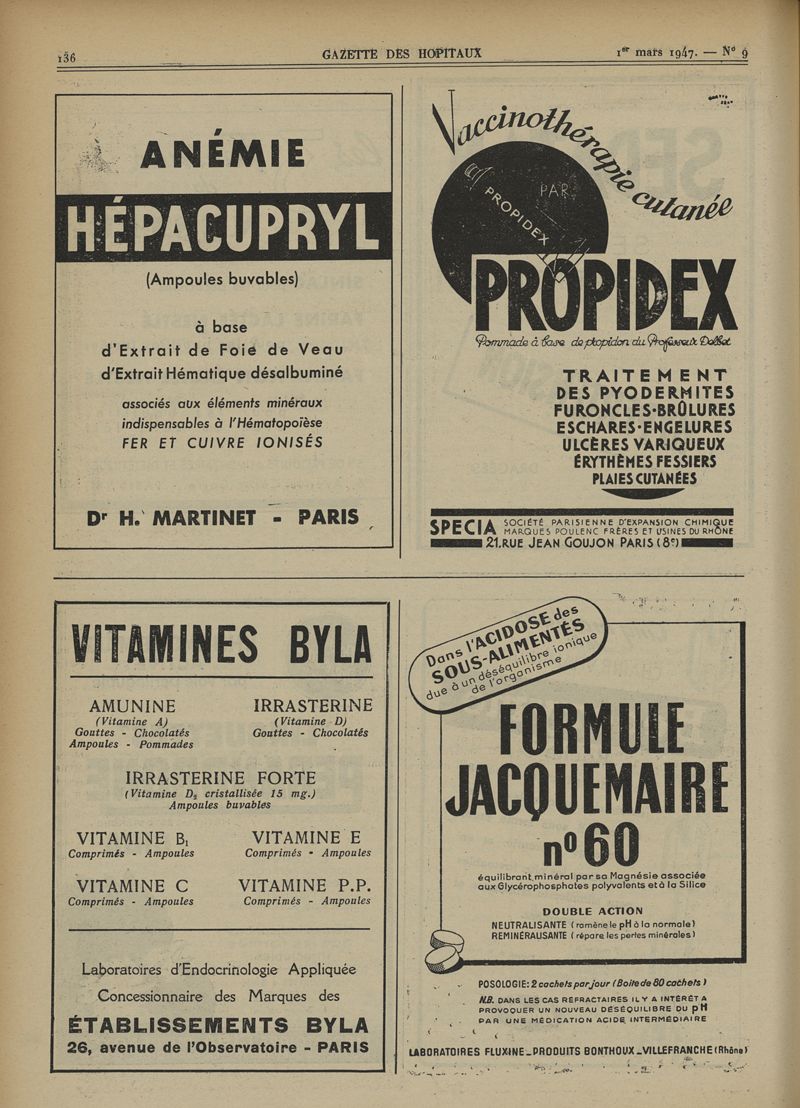 136
GAZETTE DES HOPITAUX
1er mars 1947. — No 9
ANÉMIE
HÉPACUPRYL
(Ampoules buvables)
à base
d'Extrait de Foie de Veau
d'Extrait Hématique désalbuminé
associés aux éléments minéraux
indispensables à l'Hématopoïèse
FER ET CUIVRE IONISÉS
Dr H. MARTINET - PARIS
Vaccinothérapie cutanée
PAR
PROPIDEX
PROPIDEX
Pommade à base de propidon du Professeur Delbet
TRAITEMENT
DES PYODERMITES
FURONCLES-BRÛLURES
ESCHARES-ENGELURES
ULCÈRES VARIQUEUX
ÉRYTHÈMES FESSIERS
PLAIES CUTANÉES
SPECIA
SOCIÉTÉ PARISIENNE D'EXPANSION CHIMIQUE
MARQUES POULENC FRÈRES ET USINES DU RHÔNE
21, RUE JEAN GOUJON PARIS (8e)
VITAMINES BYLA
AMUNINE
(Vitamine A)
Gouttes - Chocolatés
Ampoules - Pommades
IRRASTERINE
(Vitamine D)
Gouttes - Chocolatés
IRRASTERINE FORTE
(Vitamine D2 cristallisée 15 mg.)
Ampoules buvables
VITAMINE B1
Comprimés - Ampoules
VITAMINE E
Comprimés - Ampoules
VITAMINE C
Comprimés - Ampoules
VITAMINE P.P.
Comprimés - Ampoules
Laboratoires d'Endocrinologie Appliquée
Concessionnaire des Marques des
ÉTABLISSEMENTS BYLA
26, avenue de l'Observatoire - PARIS
Dans l'ACIDOSE des
SOUS-ALIMENTÉS
due à un déséquilibre ionique
de l'organisme
FORMULE
JACQUEMAIRE
no 60
équilibrant minéral par sa Magnésie associée
aux Glycérophosphates polyvalents et à la Silice
DOUBLE ACTION
NEUTRALISANTE (ramène le pH à la normale)
REMINÉRALISANTE (répare les pertes minérales)
POSOLOGIE: 2 cachets par jour (Boite de 80 cachets)
N.B. DANS LES CAS RÉFRACTAIRES IL Y A INTÉRÊT A
PROVOQUER UN NOUVEAU DÉSÉQUILIBRE DU pH
PAR UNE MÉDICATION ACIDE INTERMÉDIAIRE
LABORATOIRES FLUXINE_PRODUITS BONTHOUX_VILLEFRANCHE (Rhône)